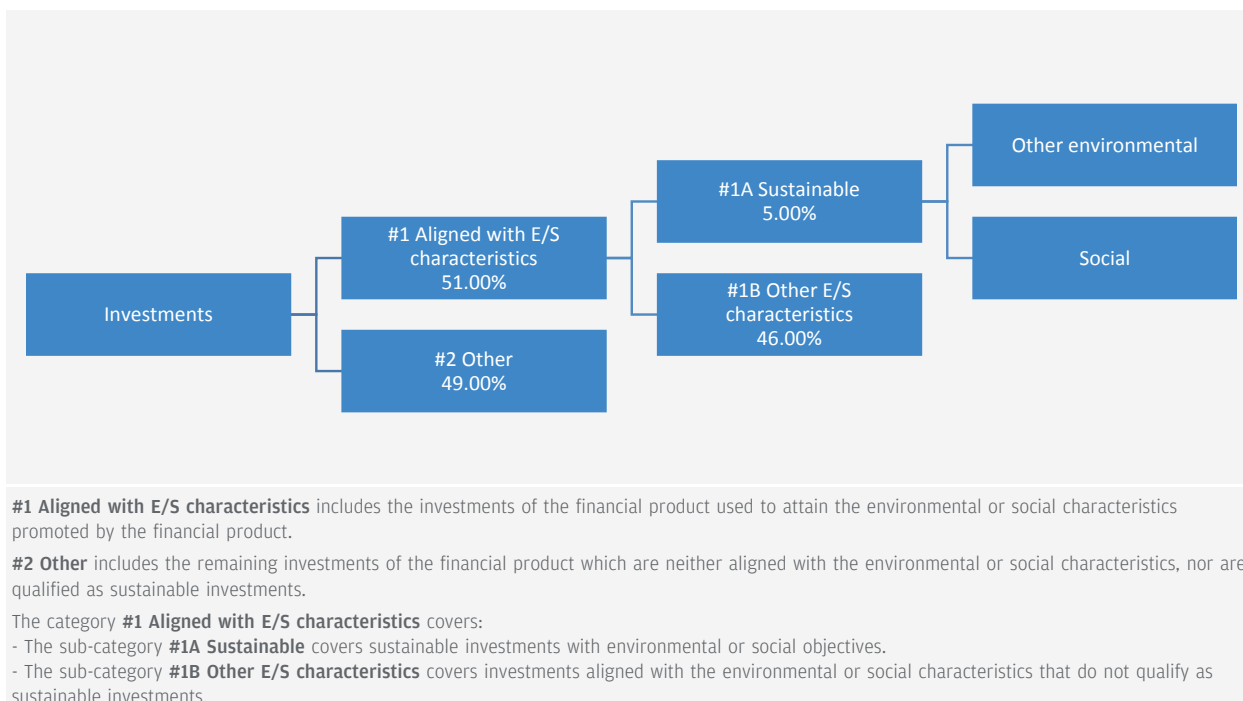 Investments
#1 Aligned with E/S
characteristics
51.00%
#2 Other
49.00%
#1A Sustainable
5.00%
#1B Other E/S
characteristics
46.00%
Other environmental
Social
#1 Aligned with E/S characteristics includes the investments of the financial product used to attain the environmental or social characteristics
promoted by the financial product.
#2 Other includes the remaining investments of the financial product which are neither aligned with the environmental or social characteristics, nor are
qualified as sustainable investments.
The category #1 Aligned with E/S characteristics covers:
- The sub-category #1A Sustainable covers sustainable investments with environmental or social objectives.
- The sub-category #1B Other E/S characteristics covers investments aligned with the environmental or social characteristics that do not qualify as
sustainable investments